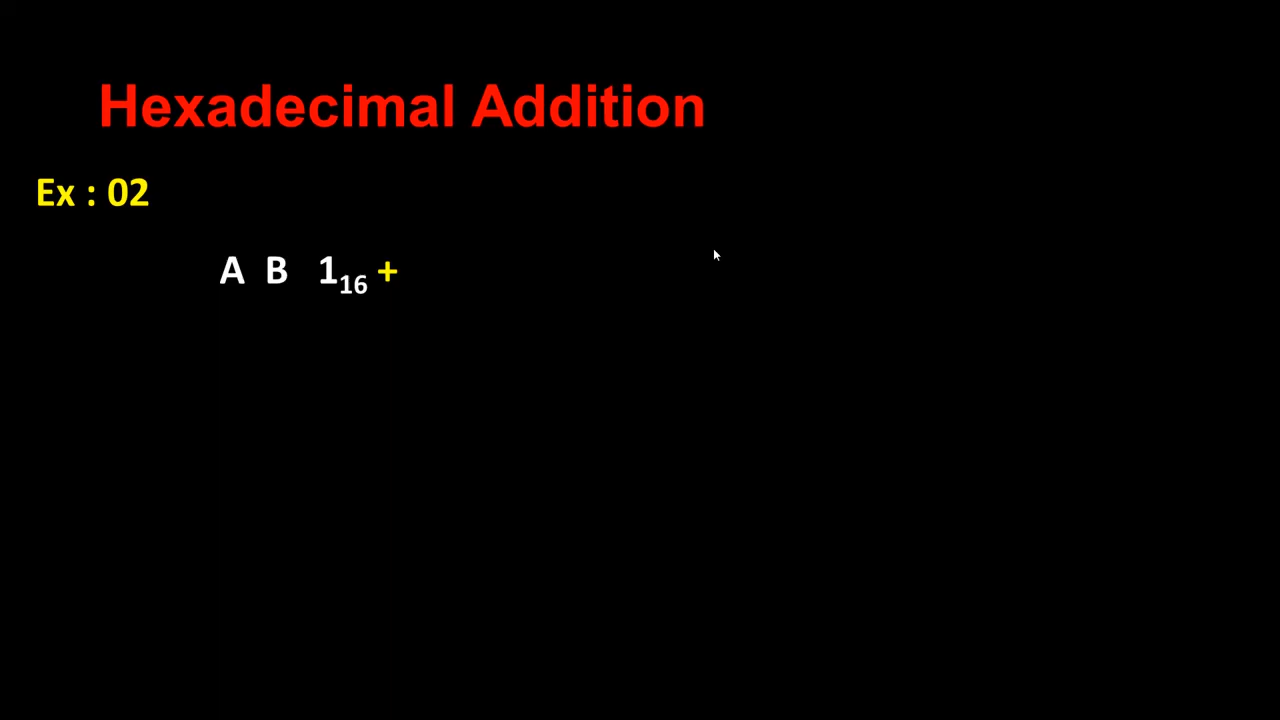 Hexadecimal Addition
Ex : 02
A B 1₁₆ +